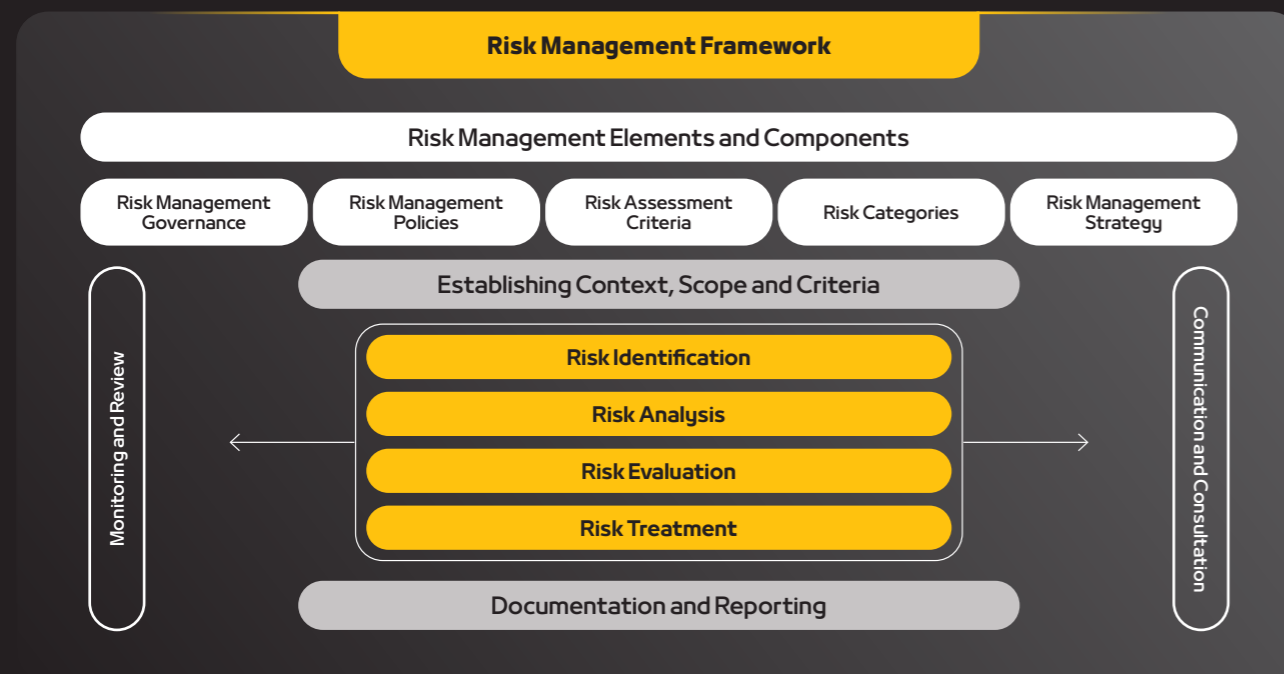 Risk Management Framework
Risk Management Elements and Components
Risk Management
Governance
Risk Management
Policies
Risk Assessment
Criteria
Risk Categories
Risk Management
Strategy
Establishing Context, Scope and Criteria
Monitoring and Review
Risk Identification
Risk Analysis
Risk Evaluation
Risk Treatment
Communication and Consultation
Documentation and Reporting